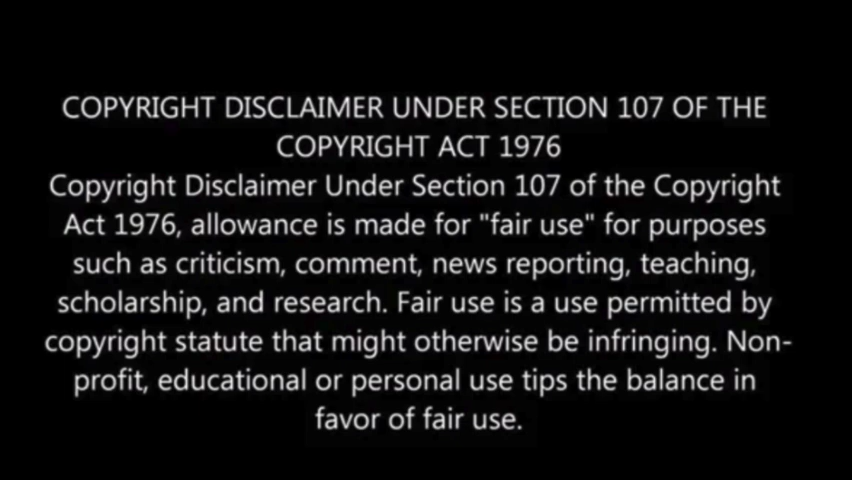 COPYRIGHT DISCLAIMER UNDER SECTION 107 OF THE
COPYRIGHT ACT 1976
Copyright Disclaimer Under Section 107 of the Copyright
Act 1976, allowance is made for "fair use" for purposes
such as criticism, comment, news reporting, teaching,
scholarship, and research. Fair use is a use permitted by
copyright statute that might otherwise be infringing. Non-
profit, educational or personal use tips the balance in
favor of fair use.